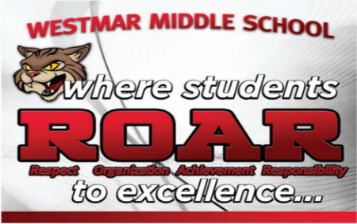 WESTMAR MIDDLE SCHOOL
where students
ROAR
Respect Organization Achievement Responsibility
to excellence...